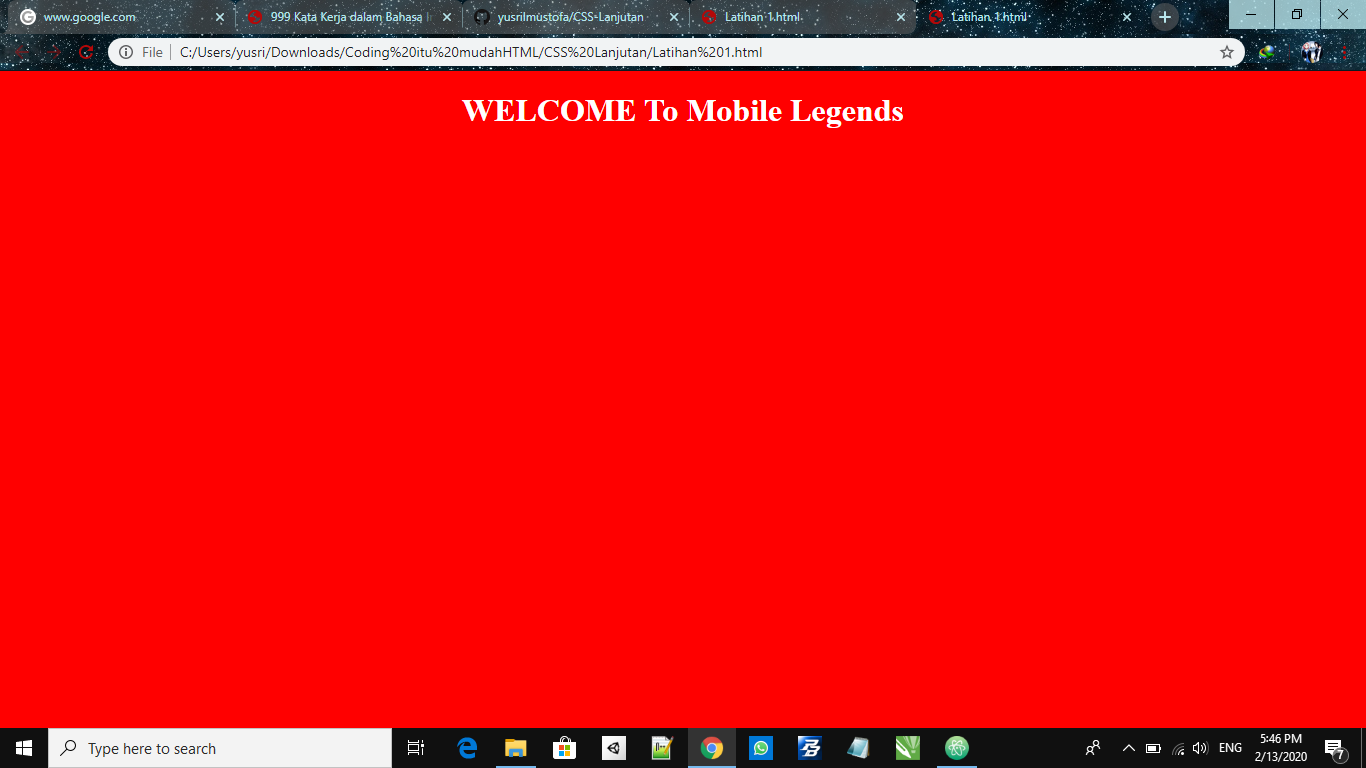 www.google.com
999 Kata Kerja dalam Bahasa I
yusrilmustofa/CSS-Lanjutan
Latihan 1.html
Latihan 1.html
File
C:/Users/yusri/Downloads/Coding%20itu%20mudahHTML/CSS%20Lanjutan/Latihan%201.html
WELCOME To Mobile Legends
Type here to search
ENG
5:46 PM
2/13/2020
7